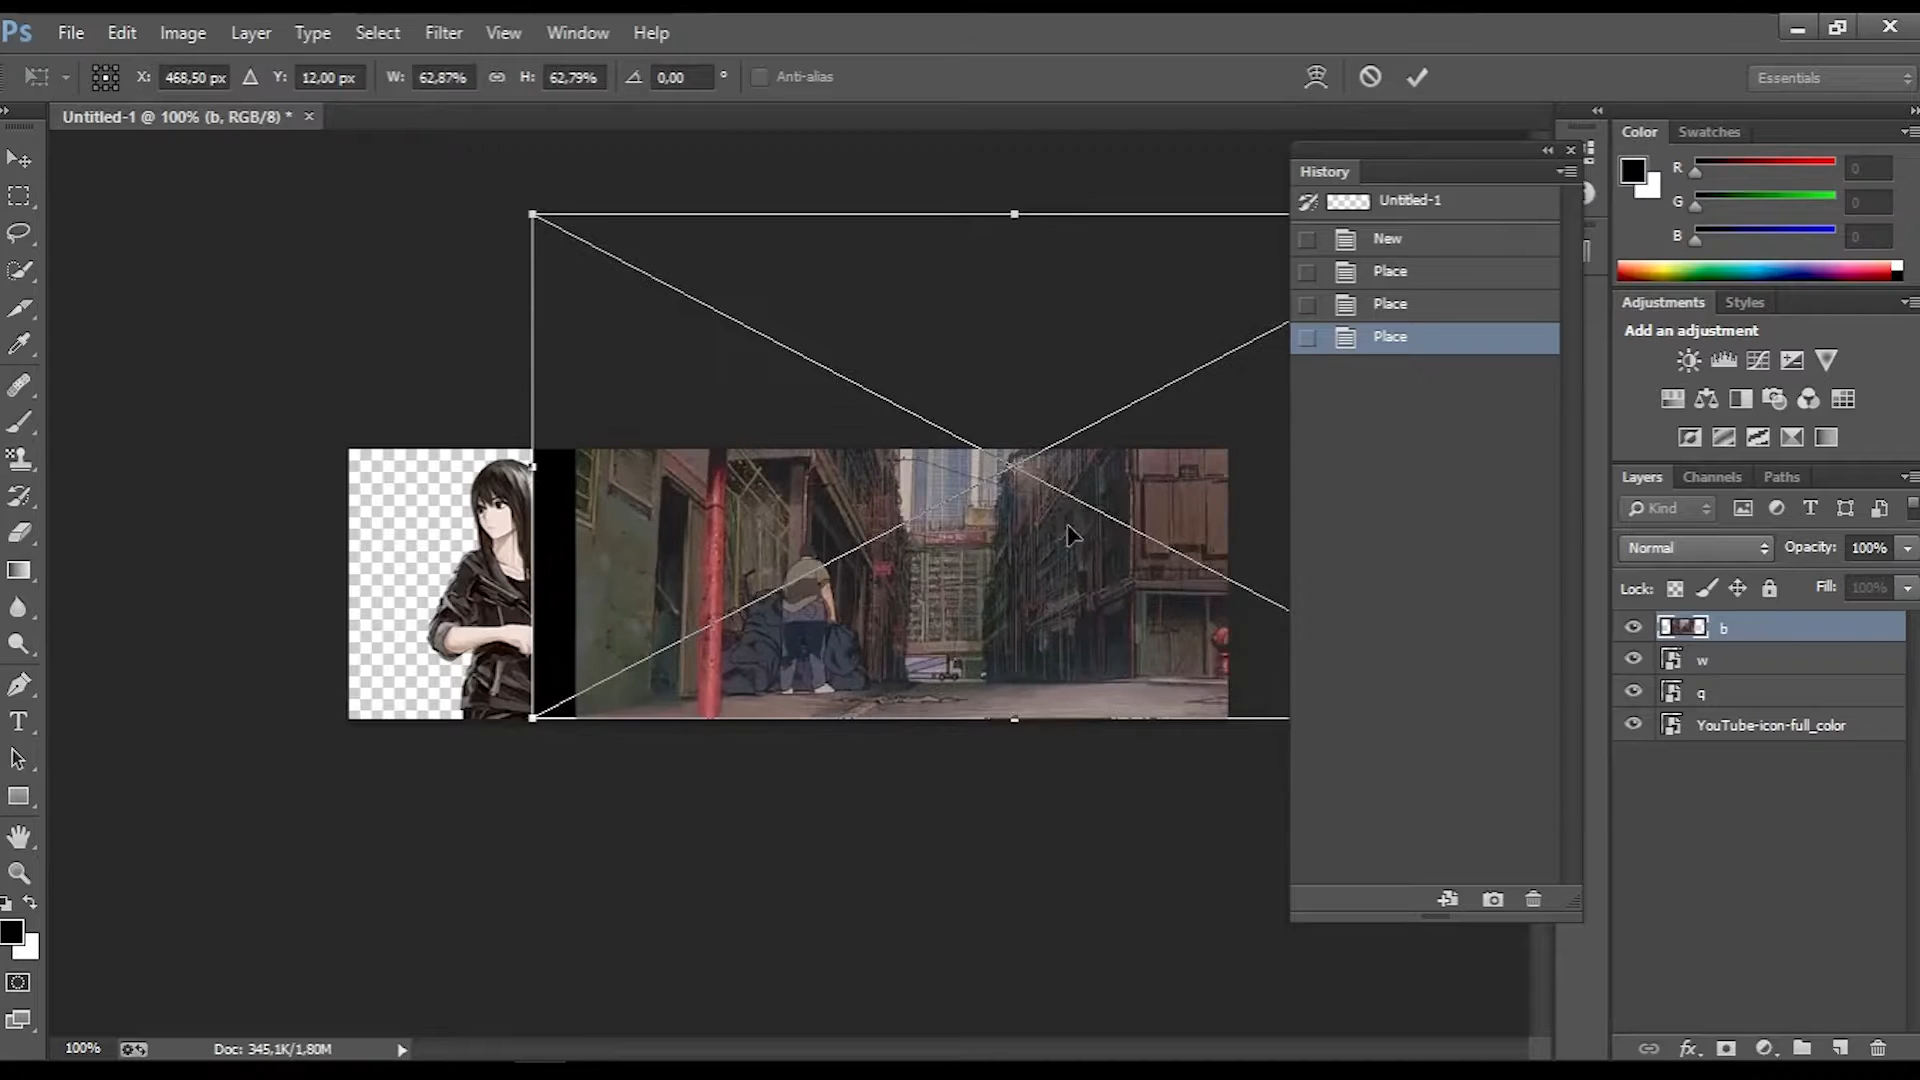 Ps File Edit Image Layer Type Select Filter View Window Help
X: 468,50 px Y: 12,00 px W: 62,87% H: 62,79% 0,00 ° Anti-alias Essentials
Untitled-1 @ 100% (b, RGB/8) * ×
History
Untitled-1
New
Place
Place
Place
Color Swatches
R 0
G 0
B 0
Adjustments Styles
Add an adjustment
Layers Channels Paths
Kind
Normal Opacity: 100%
Lock: Fill: 100%
b
w
q
YouTube-icon-full_color
100% Doc: 345,1K/1,80M